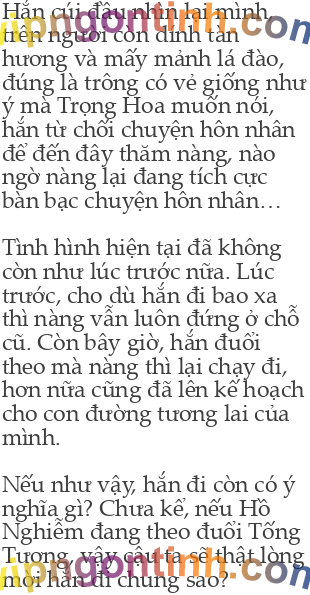 Hắn cúi đầu nhìn lại mình,
trên người còn dính tàn
hương và mấy mảnh lá đào,
đúng là trông có vẻ giống như
ý mà Trọng Hoa muốn nói,
hắn từ chối chuyện hôn nhân
để đến đây thăm nàng, nào
ngờ nàng lại đang tích cực
bàn bạc chuyện hôn nhân…
Tình hình hiện tại đã không
còn như lúc trước nữa. Lúc
trước, cho dù hắn đi bao xa
thì nàng vẫn luôn đứng ở chỗ
cũ. Còn bây giờ, hắn đuổi
theo mà nàng thì lại chạy đi,
hơn nữa cũng đã lên kế hoạch
cho con đường tương lai của
mình.
Nếu như vậy, hắn đi còn có ý
nghĩa gì? Chưa kể, nếu Hồ
Nghiễm đang theo đuổi Tống
Tương, vậy cậu ta sẽ thật lòng
mời hắn đi chung sao?